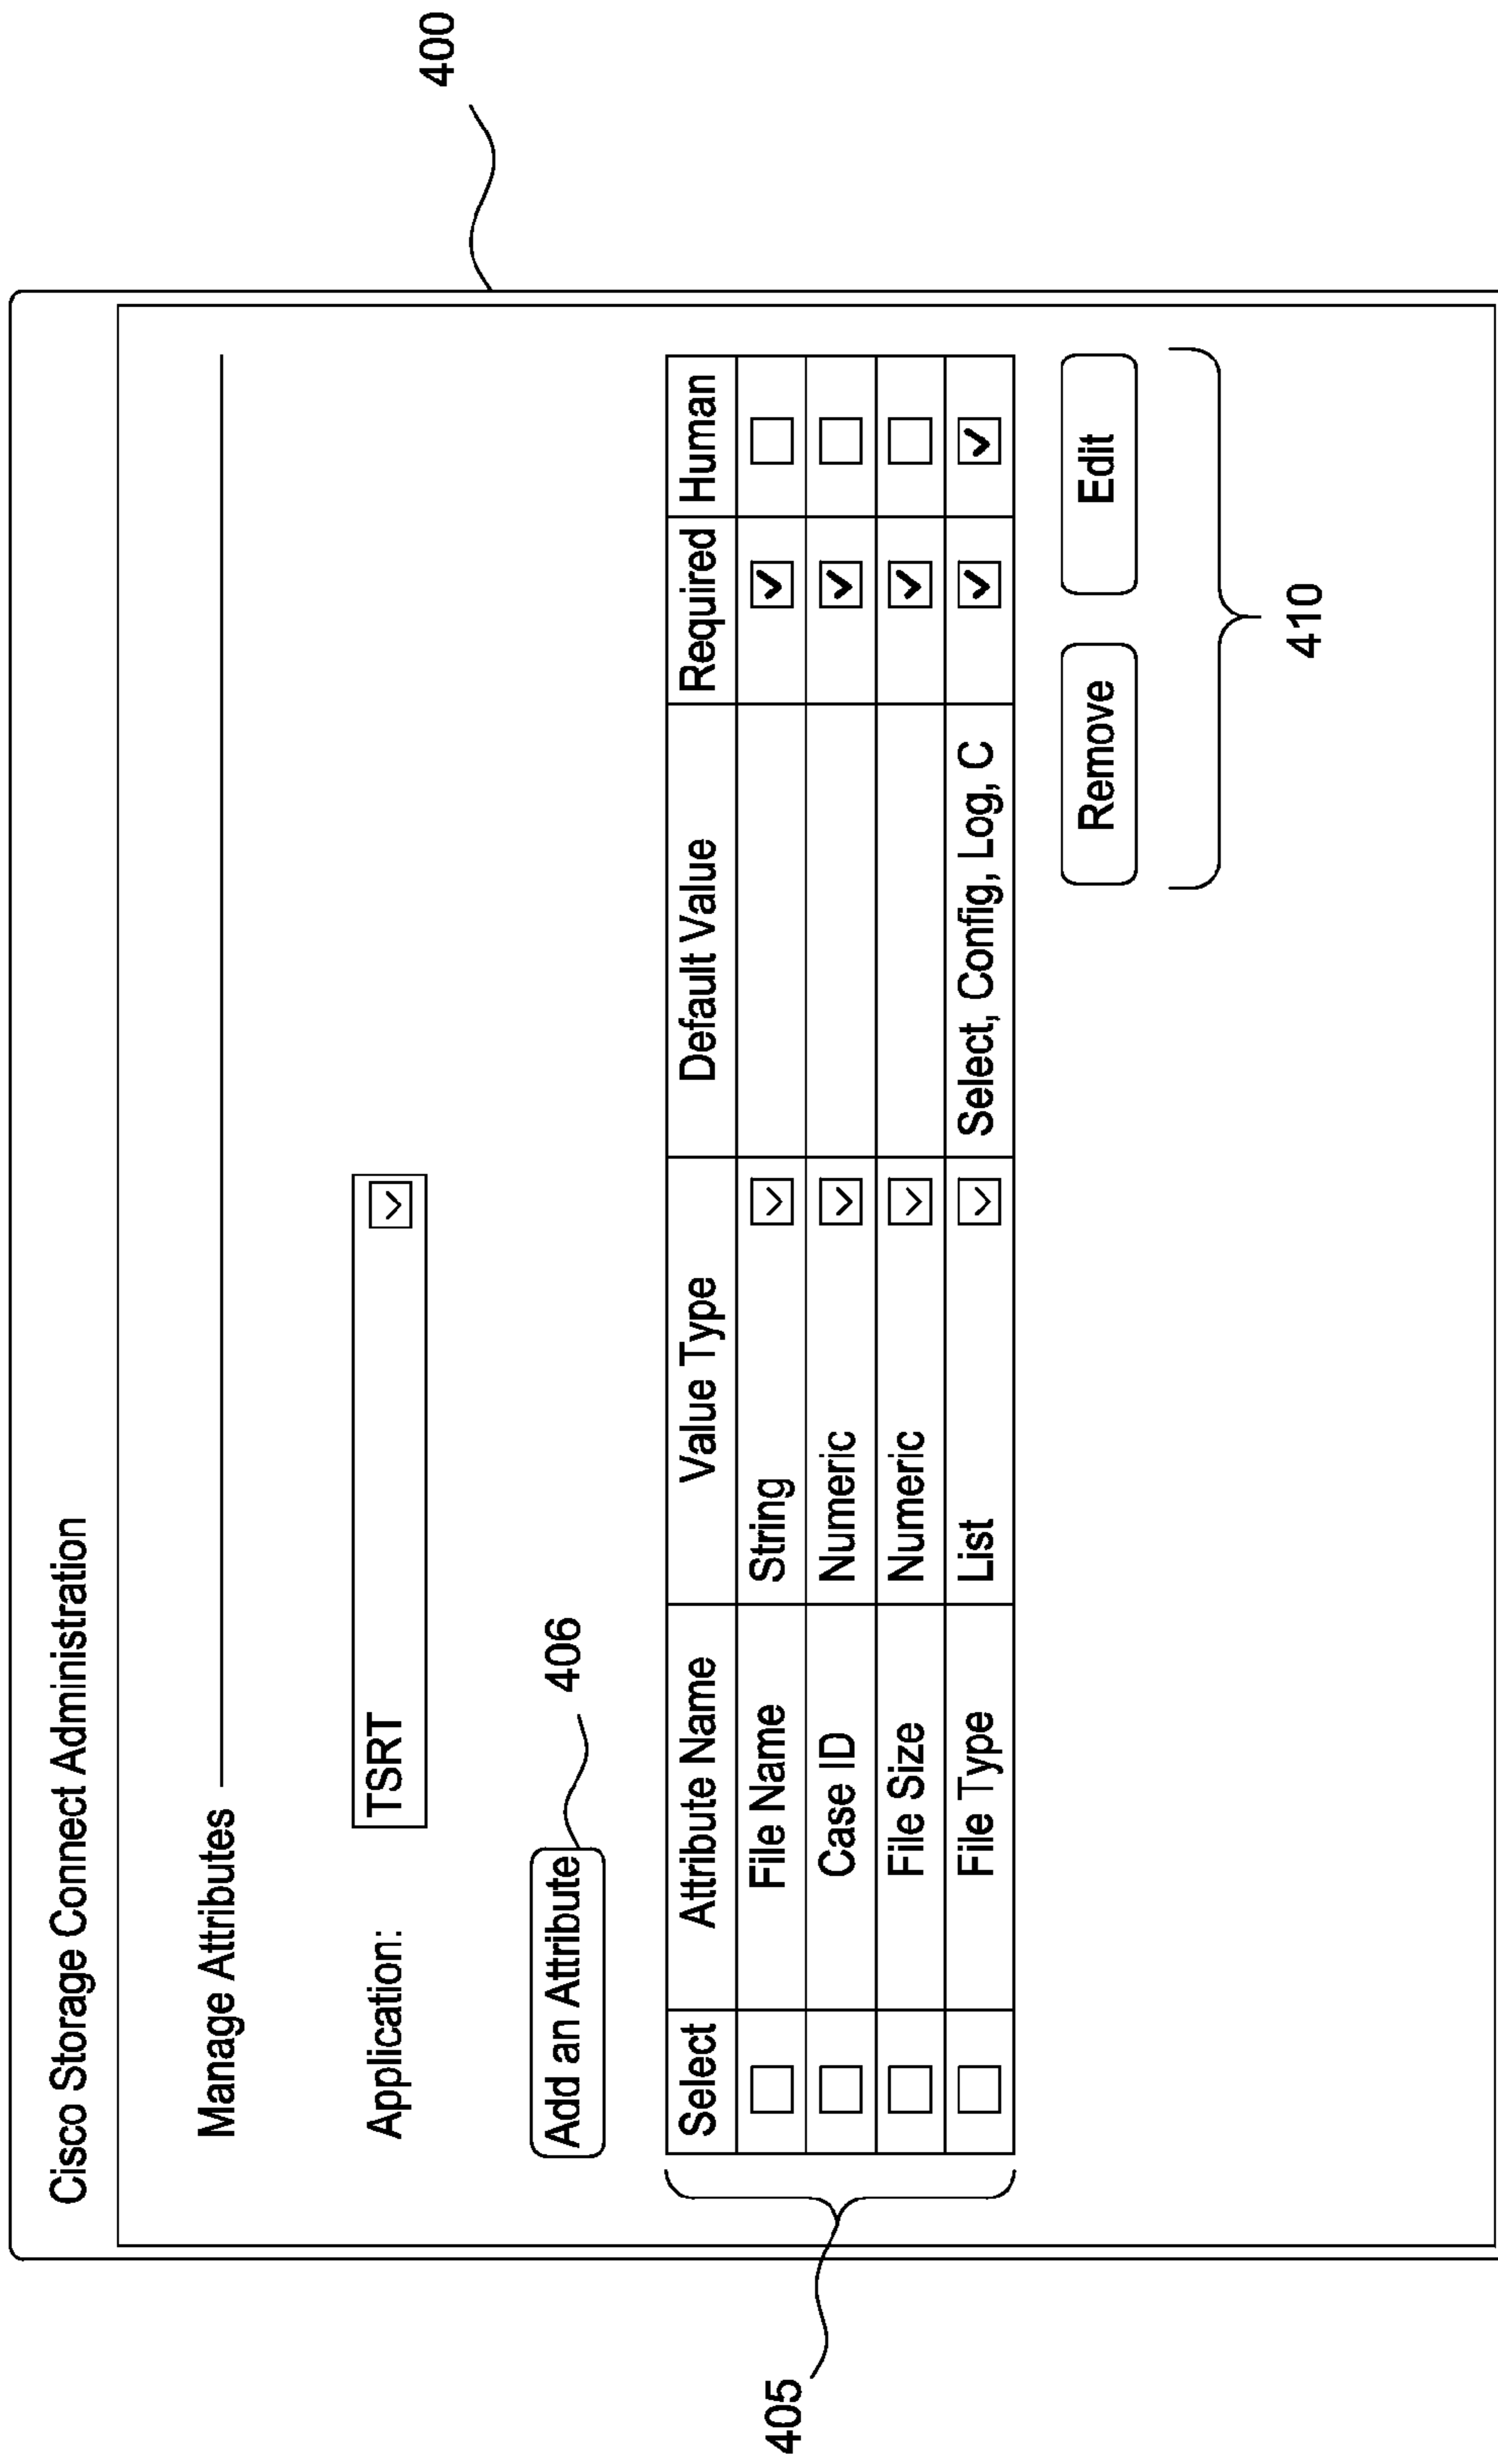 Cisco Storage Connect Administration
400
Manage Attributes
Application: TSRT
Add an Attribute 406
Select Attribute Name Value Type Default Value Required Human
File Name String
Case ID Numeric
File Size Numeric
File Type List Select, Config, Log, C
405
Remove Edit
410